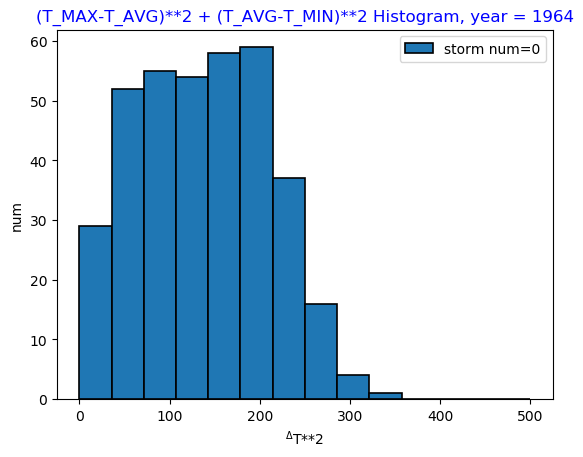 (T_MAX-T_AVG)**2 + (T_AVG-T_MIN)**2 Histogram, year = 1964
storm num=0
60
50
40
30
20
10
0
num
0 100 200 300 400 500
ᐞT**2